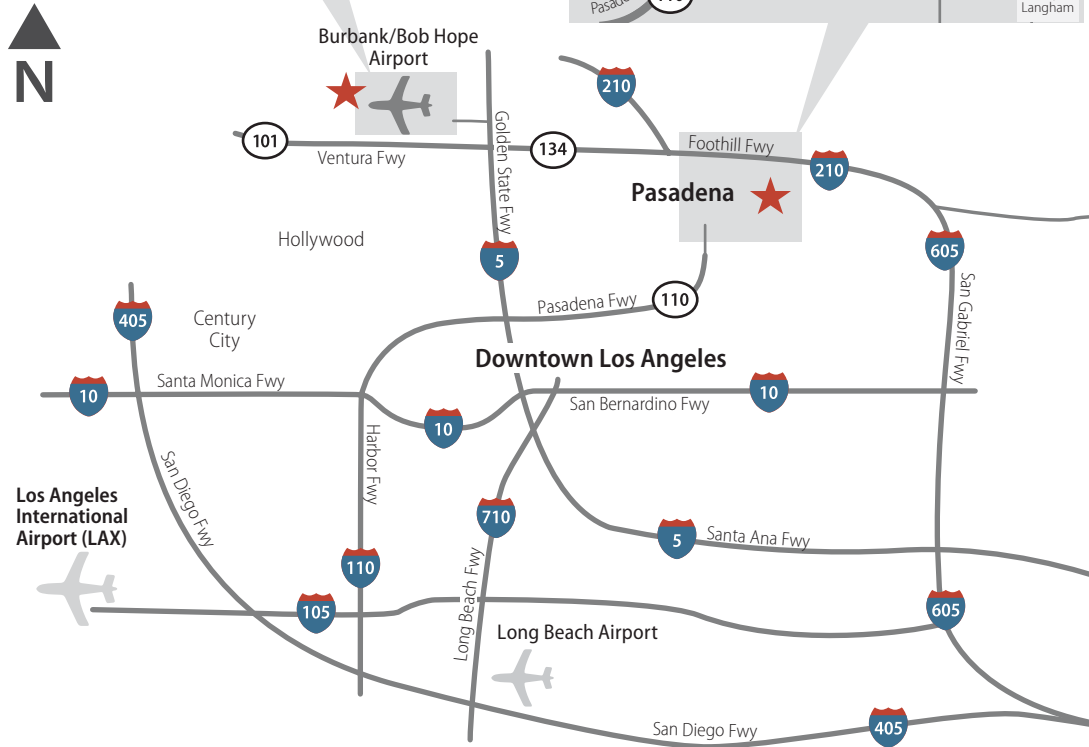 Langham
N
Burbank/Bob Hope
Airport
210
101
Ventura Fwy
Golden State Fwy
134
Foothill Fwy
210
Pasadena
Hollywood
5
605
405
Century
City
Pasadena Fwy
110
San Gabriel Fwy
Downtown Los Angeles
10
Santa Monica Fwy
10
San Bernardino Fwy
10
Harbor Fwy
San Diego Fwy
Los Angeles
International
Airport (LAX)
710
5
Santa Ana Fwy
110
105
Long Beach Fwy
Long Beach Airport
605
San Diego Fwy
405